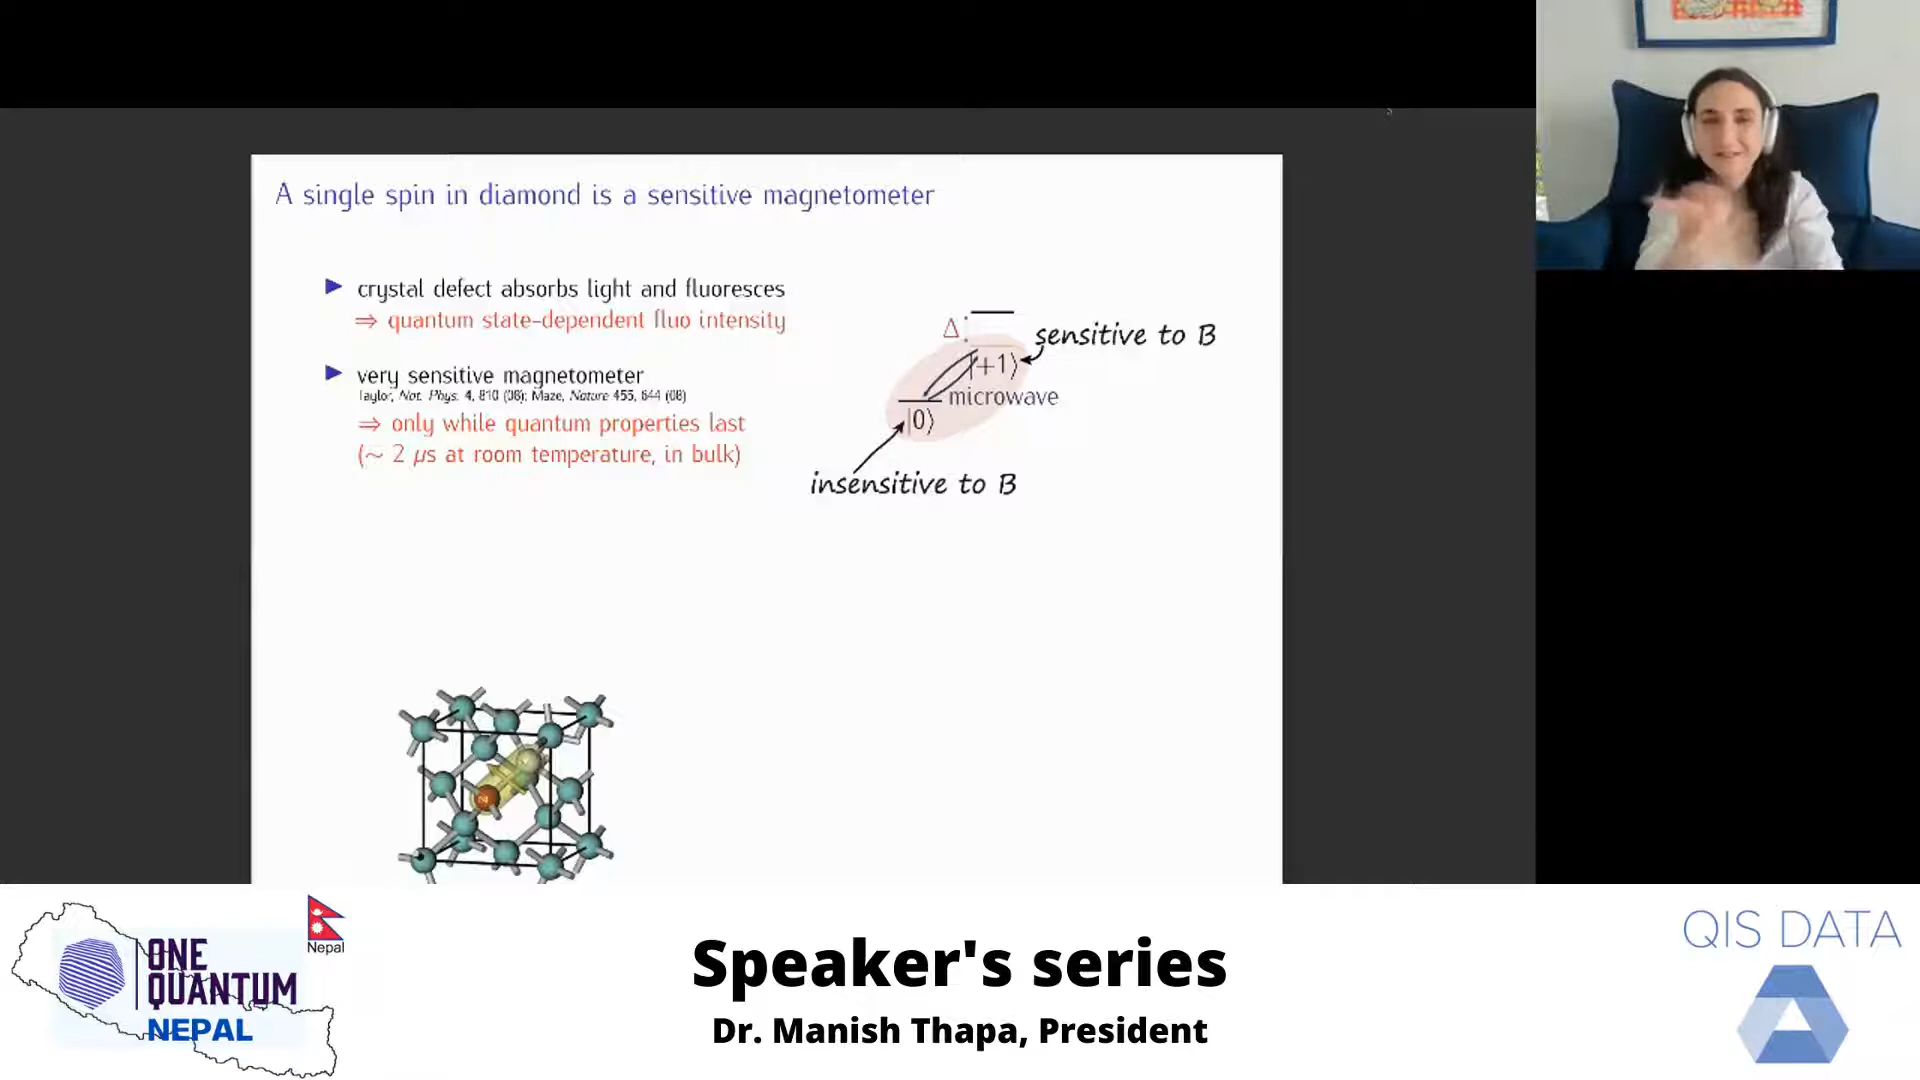 A single spin in diamond is a sensitive magnetometer
crystal defect absorbs light and fluoresces
⇒ quantum state-dependent fluo intensity
very sensitive magnetometer
Taylor, Nat. Phys. 4, 810 (08); Maze, Nature 455, 644 (08)
⇒ only while quantum properties last
(~ 2 μs at room temperature, in bulk)
Δ
sensitive to B
|+1⟩
microwave
|0⟩
insensitive to B
N
ONE
QUANTUM
NEPAL
Nepal
Speaker's series
Dr. Manish Thapa, President
QIS DATA